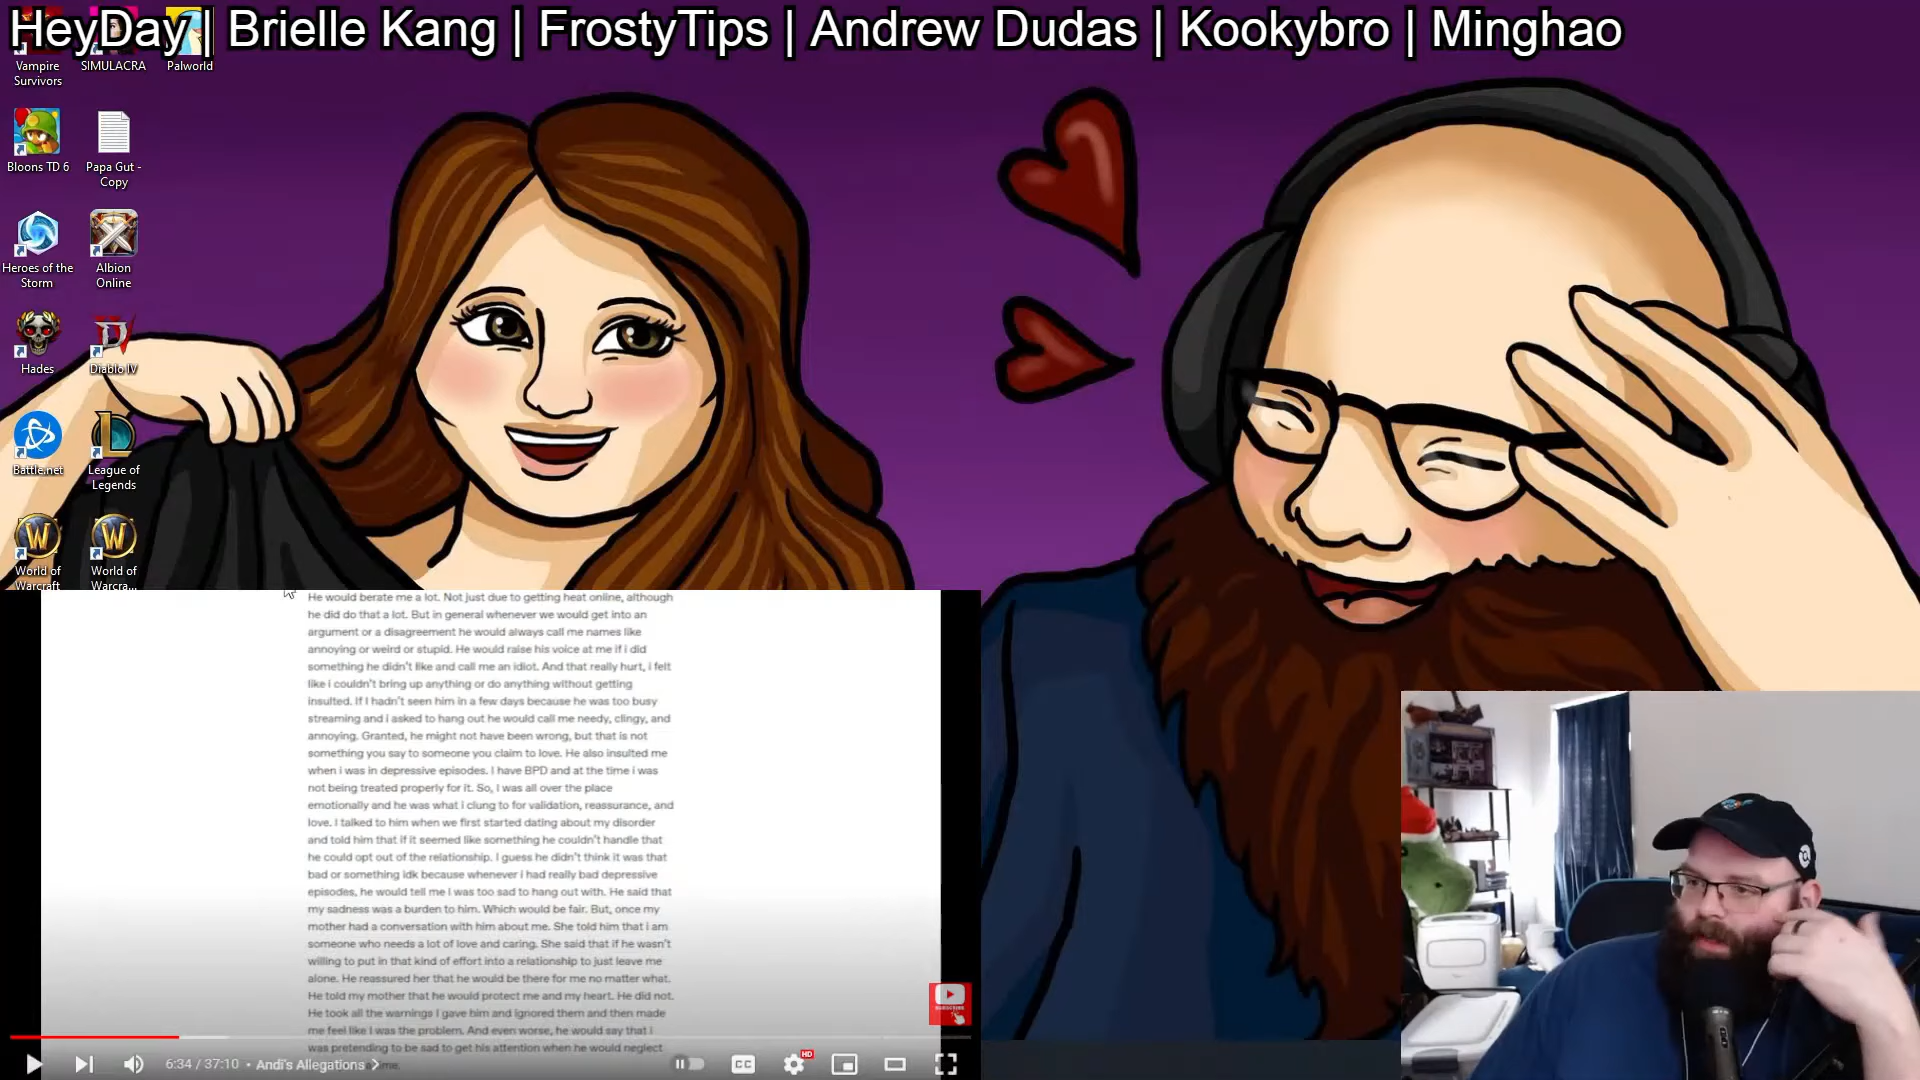 HeyDay | Brielle Kang | FrostyTips | Andrew Dudas | Kookybro | Minghao
Vampire
Survivors
SIMULACRA
Palworld
Bloons TD 6
Papa Gut -
Copy
Heroes of the
Storm
Albion
Online
Hades
Diablo IV
Battle.net
League of
Legends
World of
Warcraft
World of
Warcra...
He would berate me a lot. Not just due to getting heat online, although
he did do that a lot. But in general whenever we would get into an
argument or a disagreement he would always call me names like
annoying or weird or stupid. He would raise his voice at me if i did
something he didn't like and call me an idiot. And that really hurt, i felt
like i couldn't bring up anything or do anything without getting
insulted. If I hadn't seen him in a few days because he was too busy
streaming and i asked to hang out he would call me needy, clingy, and
annoying. Granted, he might not have been wrong, but that is not
something you say to someone you claim to love. He also insulted me
when i was in depressive episodes. I have BPD and at the time i was
not being treated properly for it. So, I was all over the place
emotionally and he was what i clung to for validation, reassurance, and
love. I talked to him when we first started dating about my disorder
and told him that if it seemed like something he couldn't handle that
he could opt out of the relationship. I guess he didn't think it was that
bad or something idk because whenever i had really bad depressive
episodes, he would tell me I was too sad to hang out with. He said that
my sadness was a burden to him. Which would be fair. But, once my
mother had a conversation with him about me. She told him that i am
someone who needs a lot of love and caring. She said that if he wasn't
willing to put in that kind of effort into a relationship to just leave me
alone. He reassured her that he would be there for me no matter what.
He told my mother that he would protect me and my heart. He did not.
He took all the warnings I gave him and ignored them and then made
me feel like I was the problem. And even worse, he would say that i
was pretending to be sad to get his attention when he would neglect
6:34 / 37:10 • Andi's Allegations >
CC
HD
SUBSCRIBE